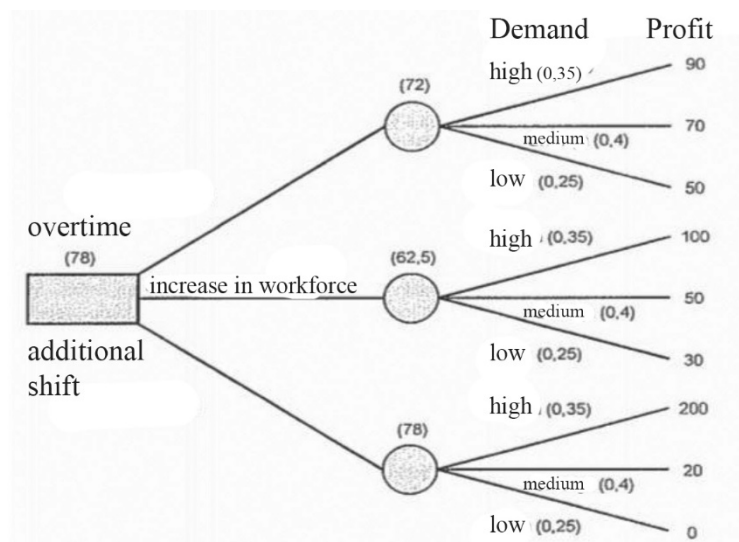 Demand Profit
high (0,35) 90
(72)
medium (0,4) 70
low (0,25) 50
overtime
(78)
high (0,35) 100
(62,5)
increase in workforce
medium (0,4) 50
low (0,25) 30
additional
shift
high (0,35) 200
(78)
medium (0,4) 20
low (0,25) 0